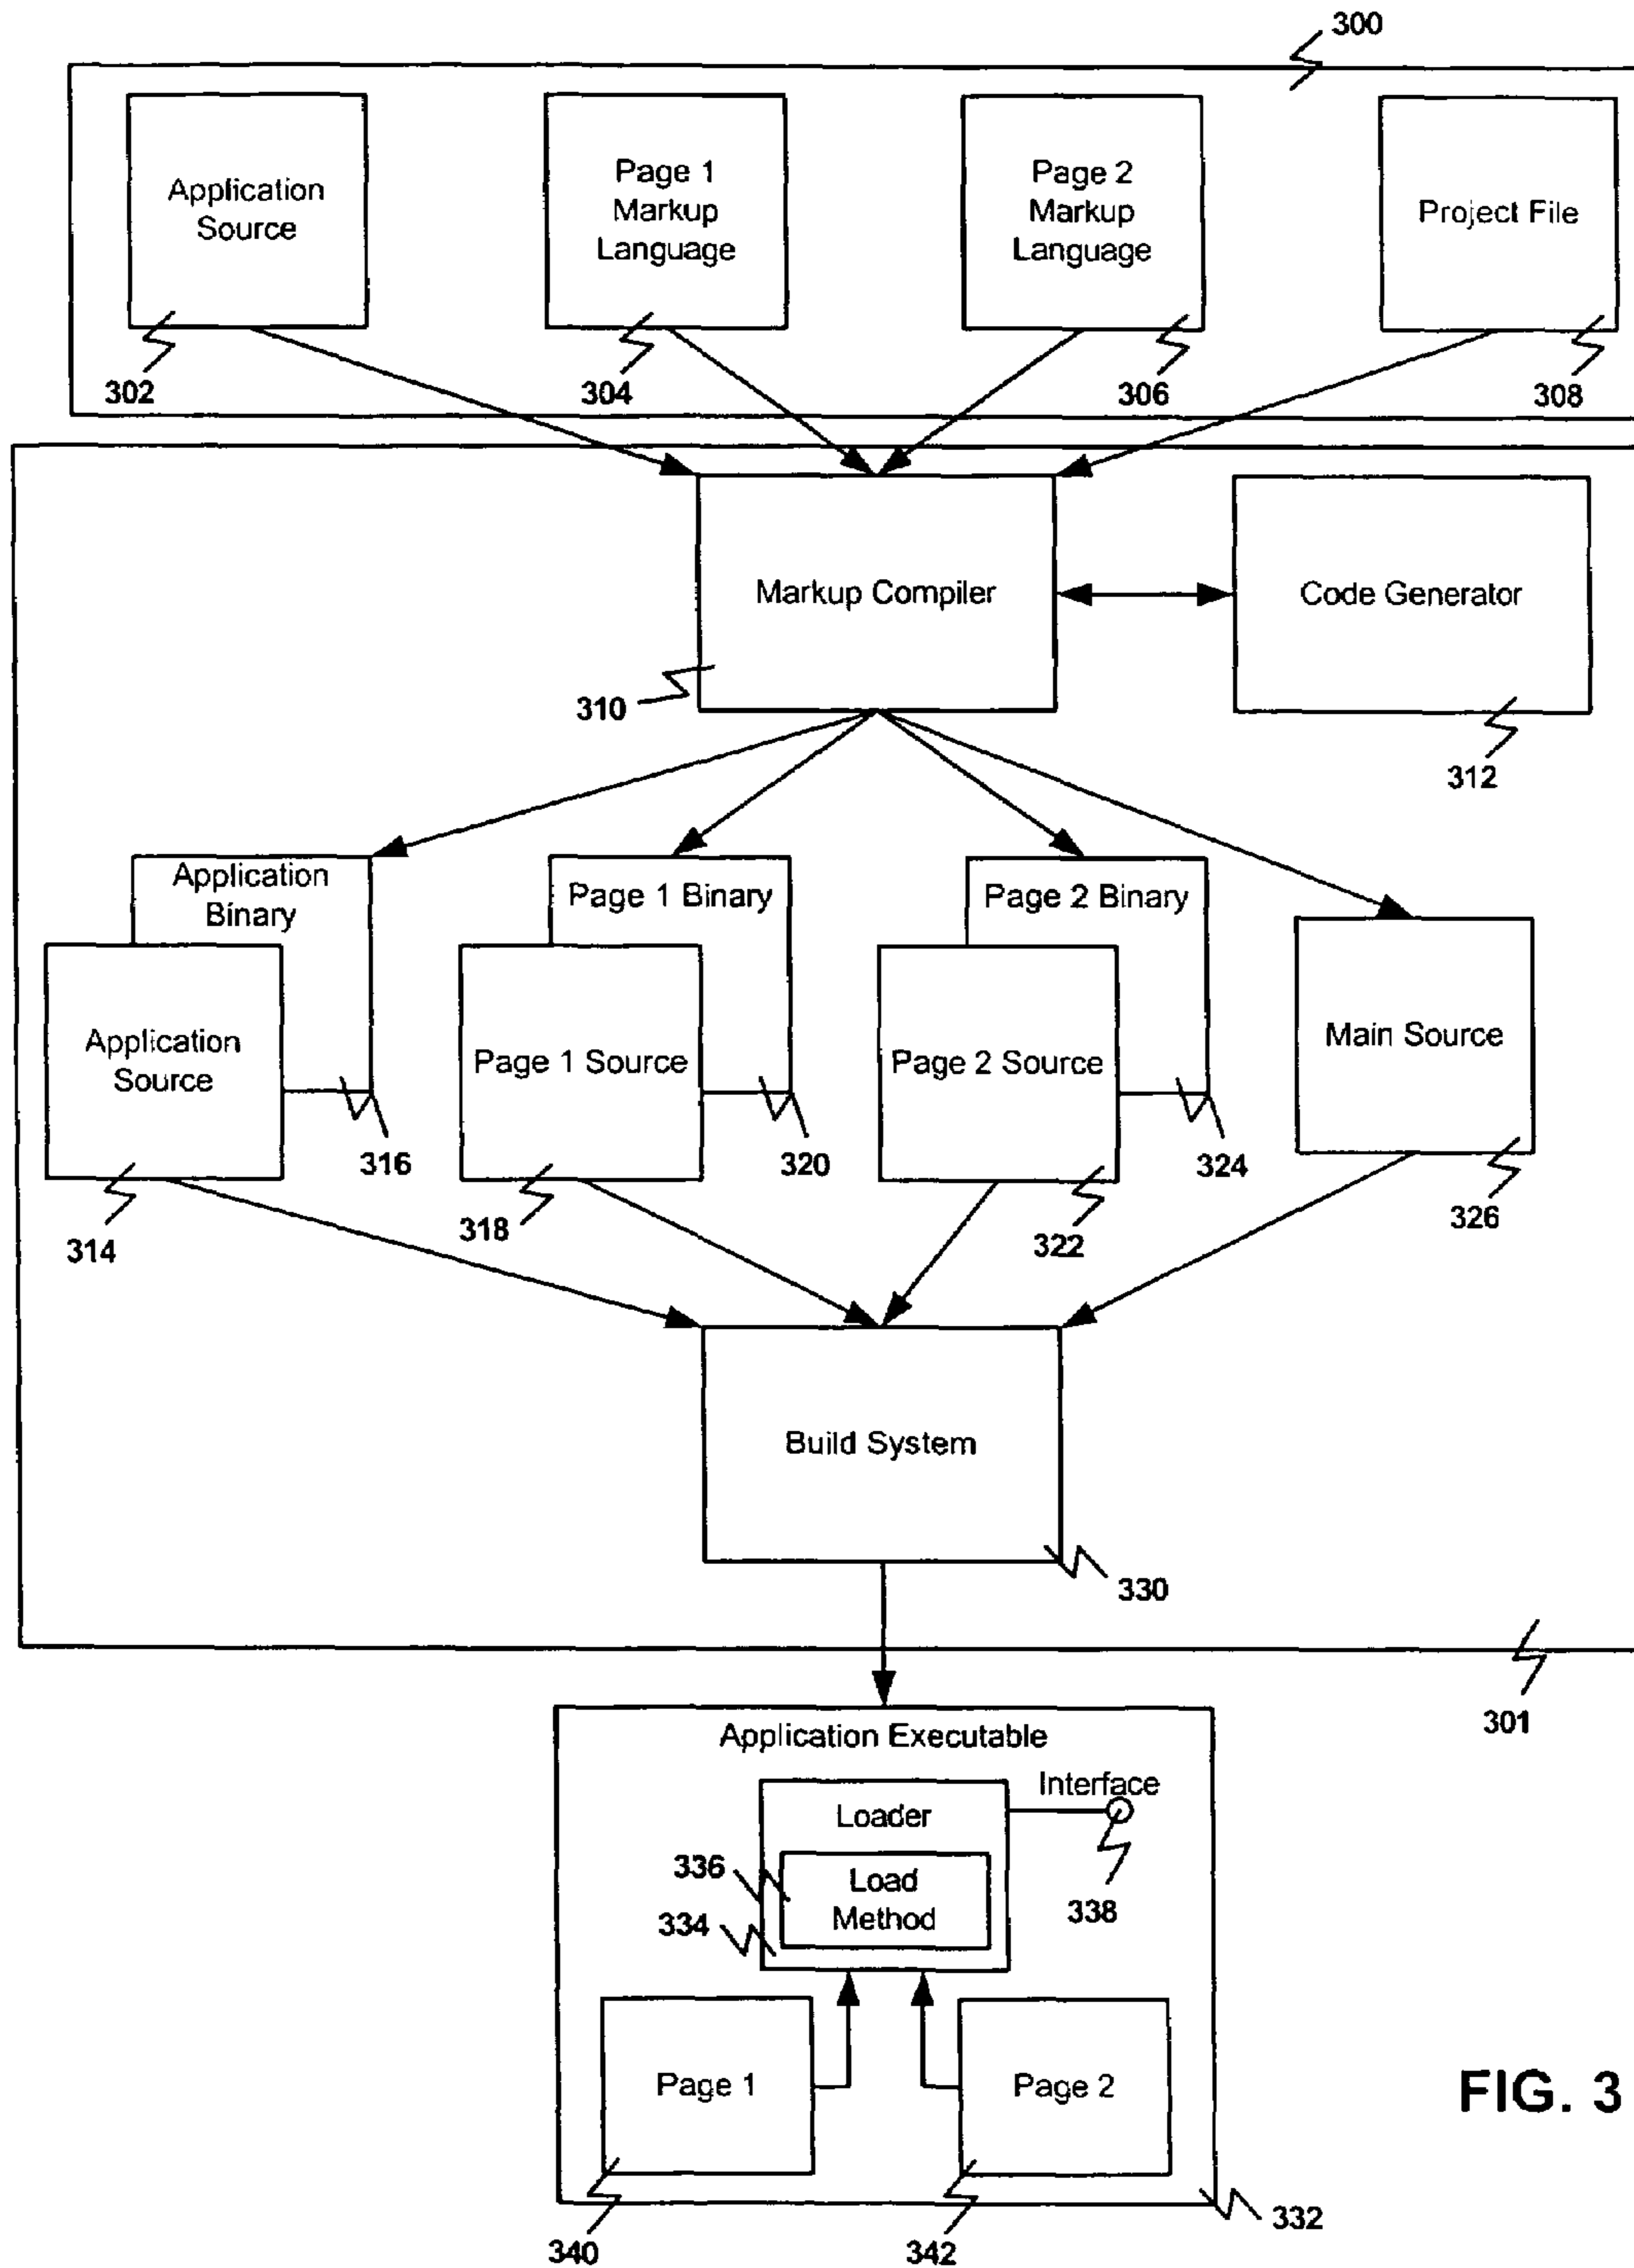 300
Application
Source
Page 1
Markup
Language
Page 2
Markup
Language
Project File
302
304
306
308
Markup Compiler
Code Generator
310
312
Application
Binary
Page 1 Binary
Page 2 Binary
Application
Source
Page 1 Source
Page 2 Source
Main Source
316
320
324
314
318
322
326
Build System
330
301
Application Executable
Interface
Loader
336
Load
Method
338
334
Page 1
Page 2
FIG. 3
332
340
342